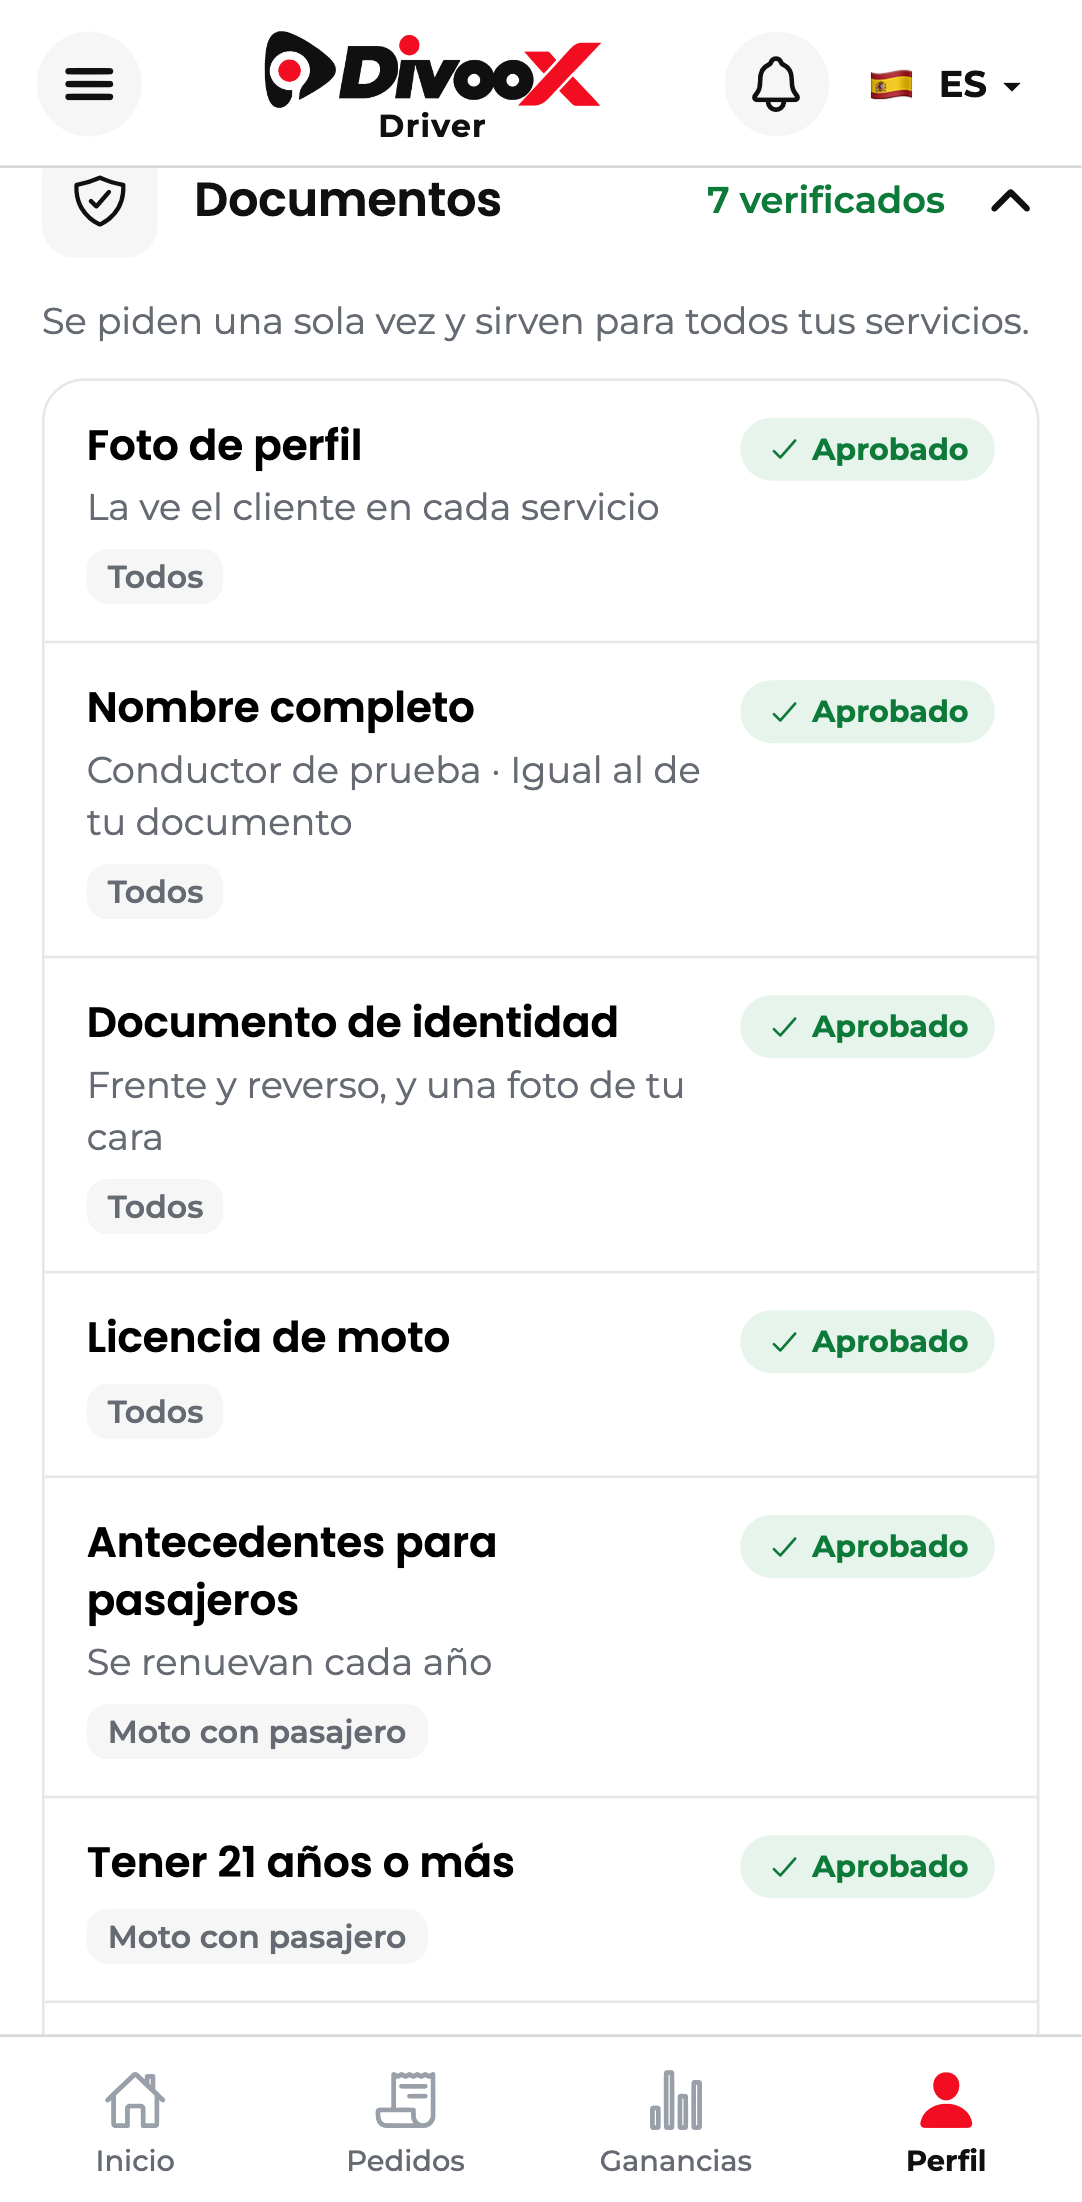 DivooX
Driver
ES
Documentos
7 verificados
Se piden una sola vez y sirven para todos tus servicios.
Foto de perfil
Aprobado
La ve el cliente en cada servicio
Todos
Nombre completo
Aprobado
Conductor de prueba · Igual al de
tu documento
Todos
Documento de identidad
Aprobado
Frente y reverso, y una foto de tu
cara
Todos
Licencia de moto
Aprobado
Todos
Antecedentes para
pasajeros
Aprobado
Se renuevan cada año
Moto con pasajero
Tener 21 años o más
Aprobado
Moto con pasajero
Inicio
Pedidos
Ganancias
Perfil